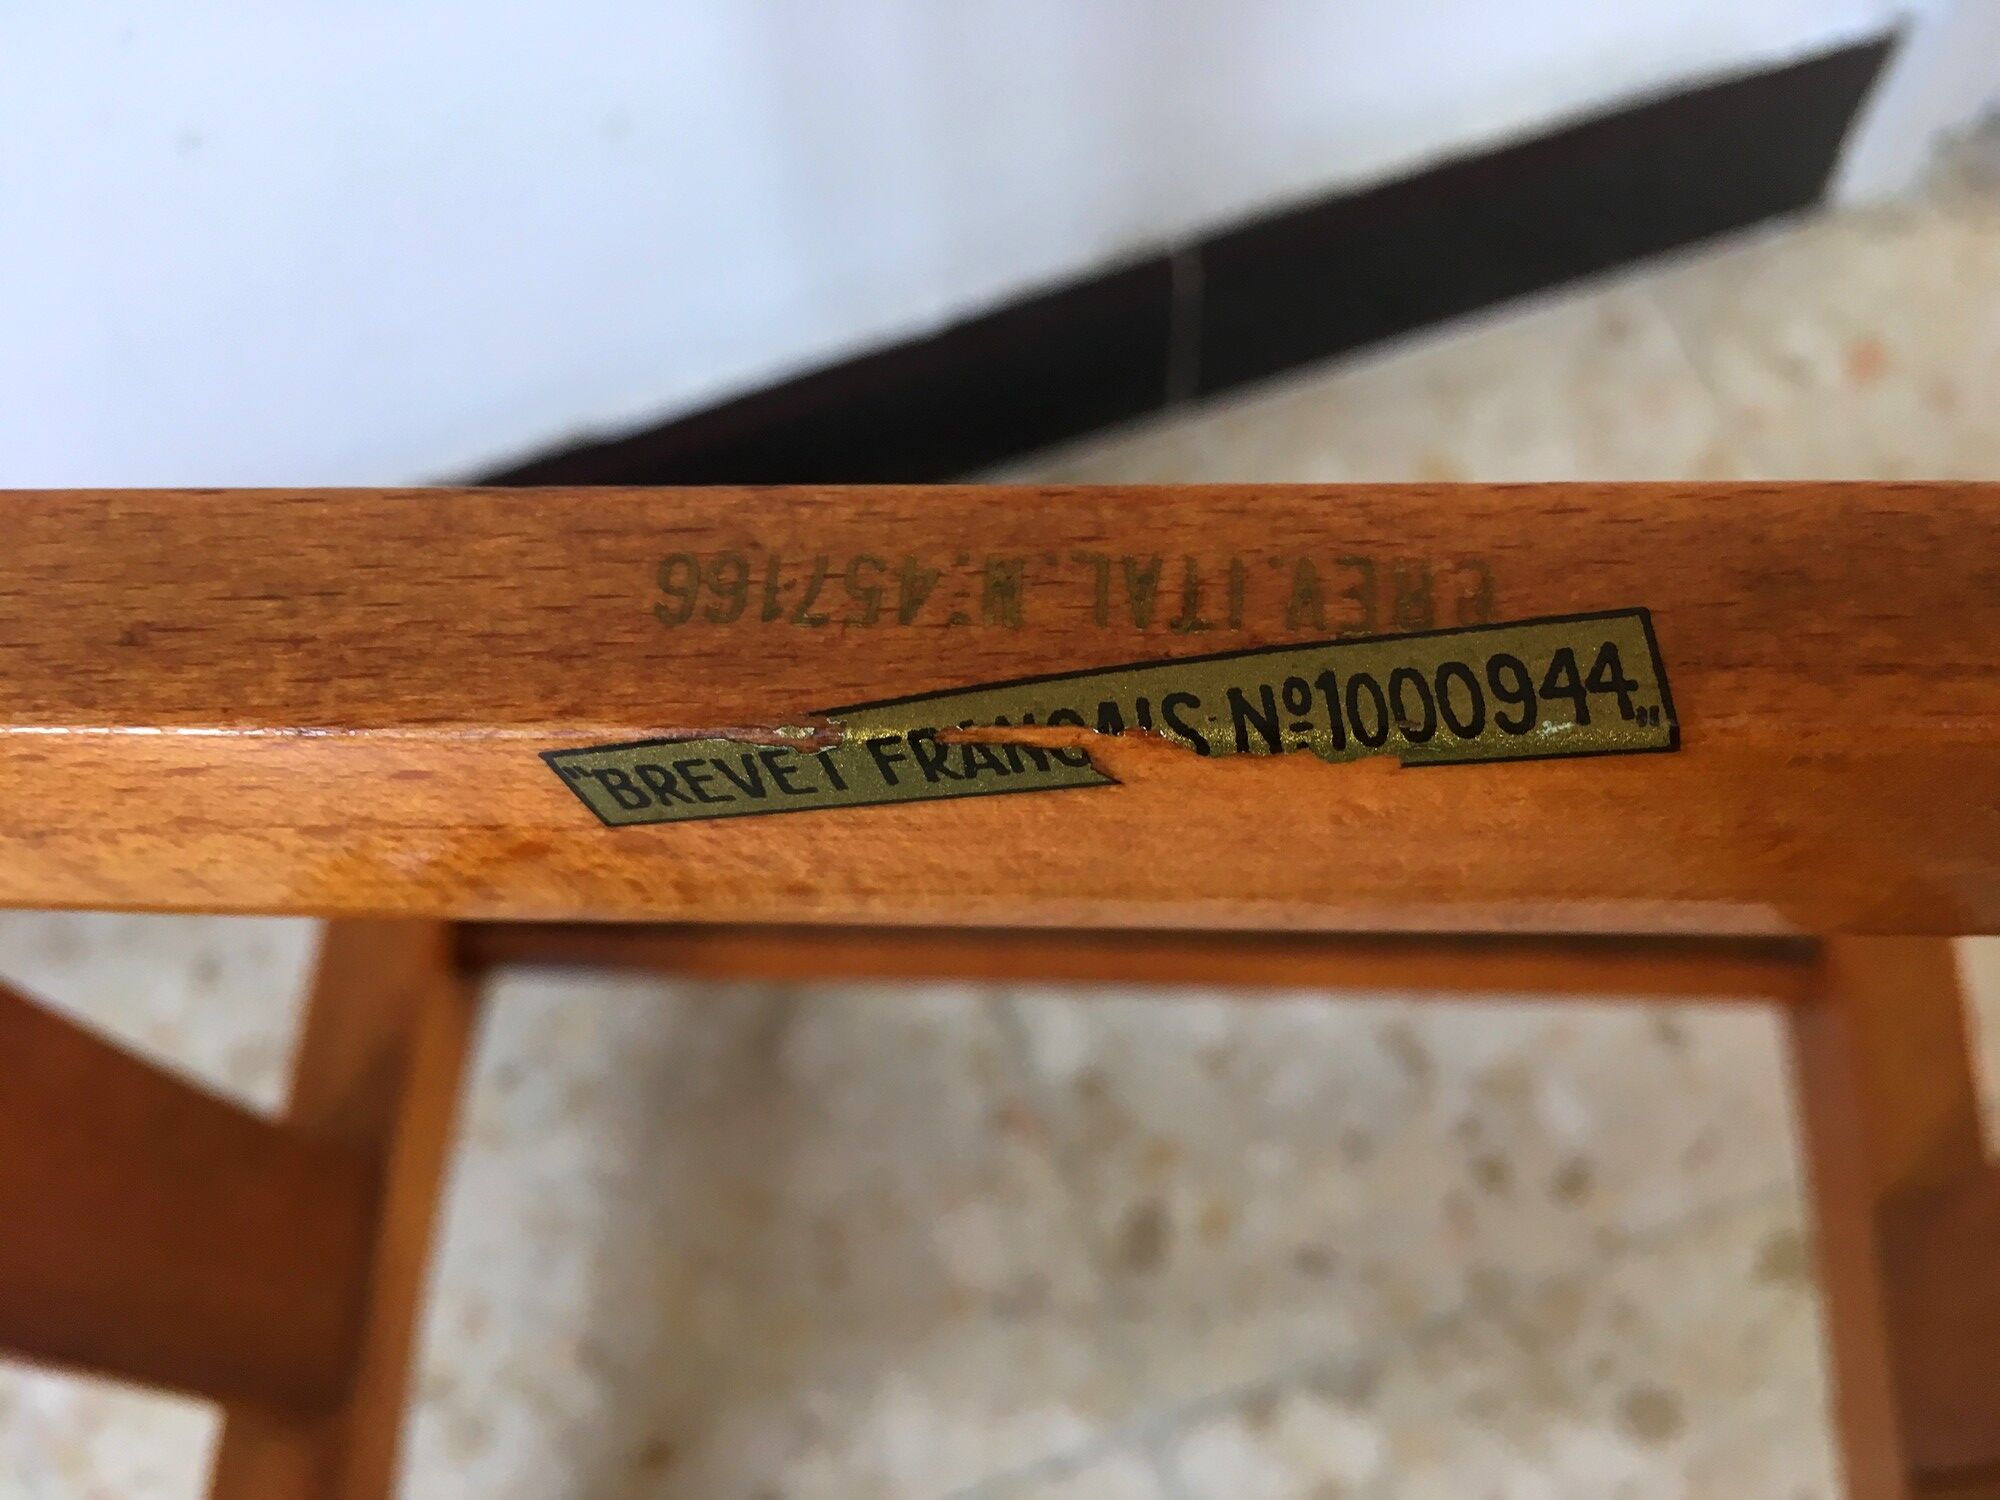 BREV. ITAL. N. 457166
"BREVET FRANÇAIS Nº1000944„